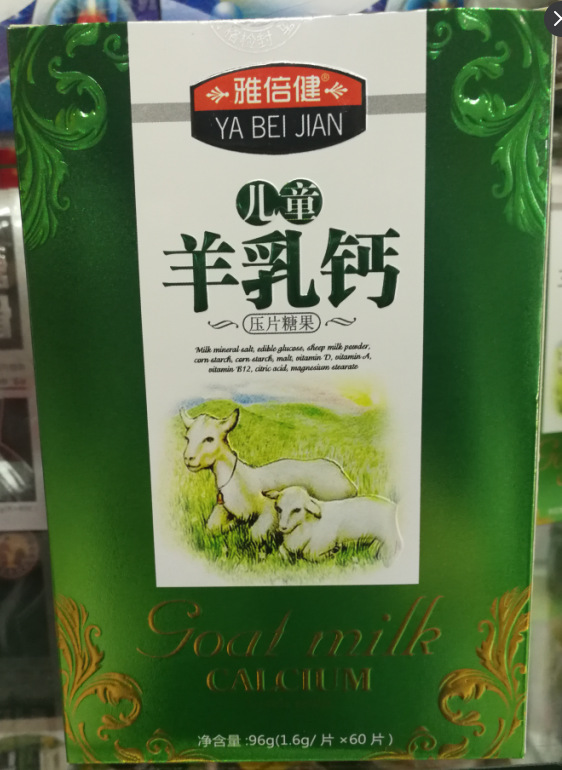 雅倍健®
YA BEI JIAN
儿童
羊乳钙
压片糖果
Milk mineral salt, edible glucose, sheep milk powder,
corn starch, corn starch, malt, vitamin D, vitamin A,
vitamin B12, citric acid, magnesium stearate
Goat milk
CALCIUM
净含量:96g(1.6g/片×60片)